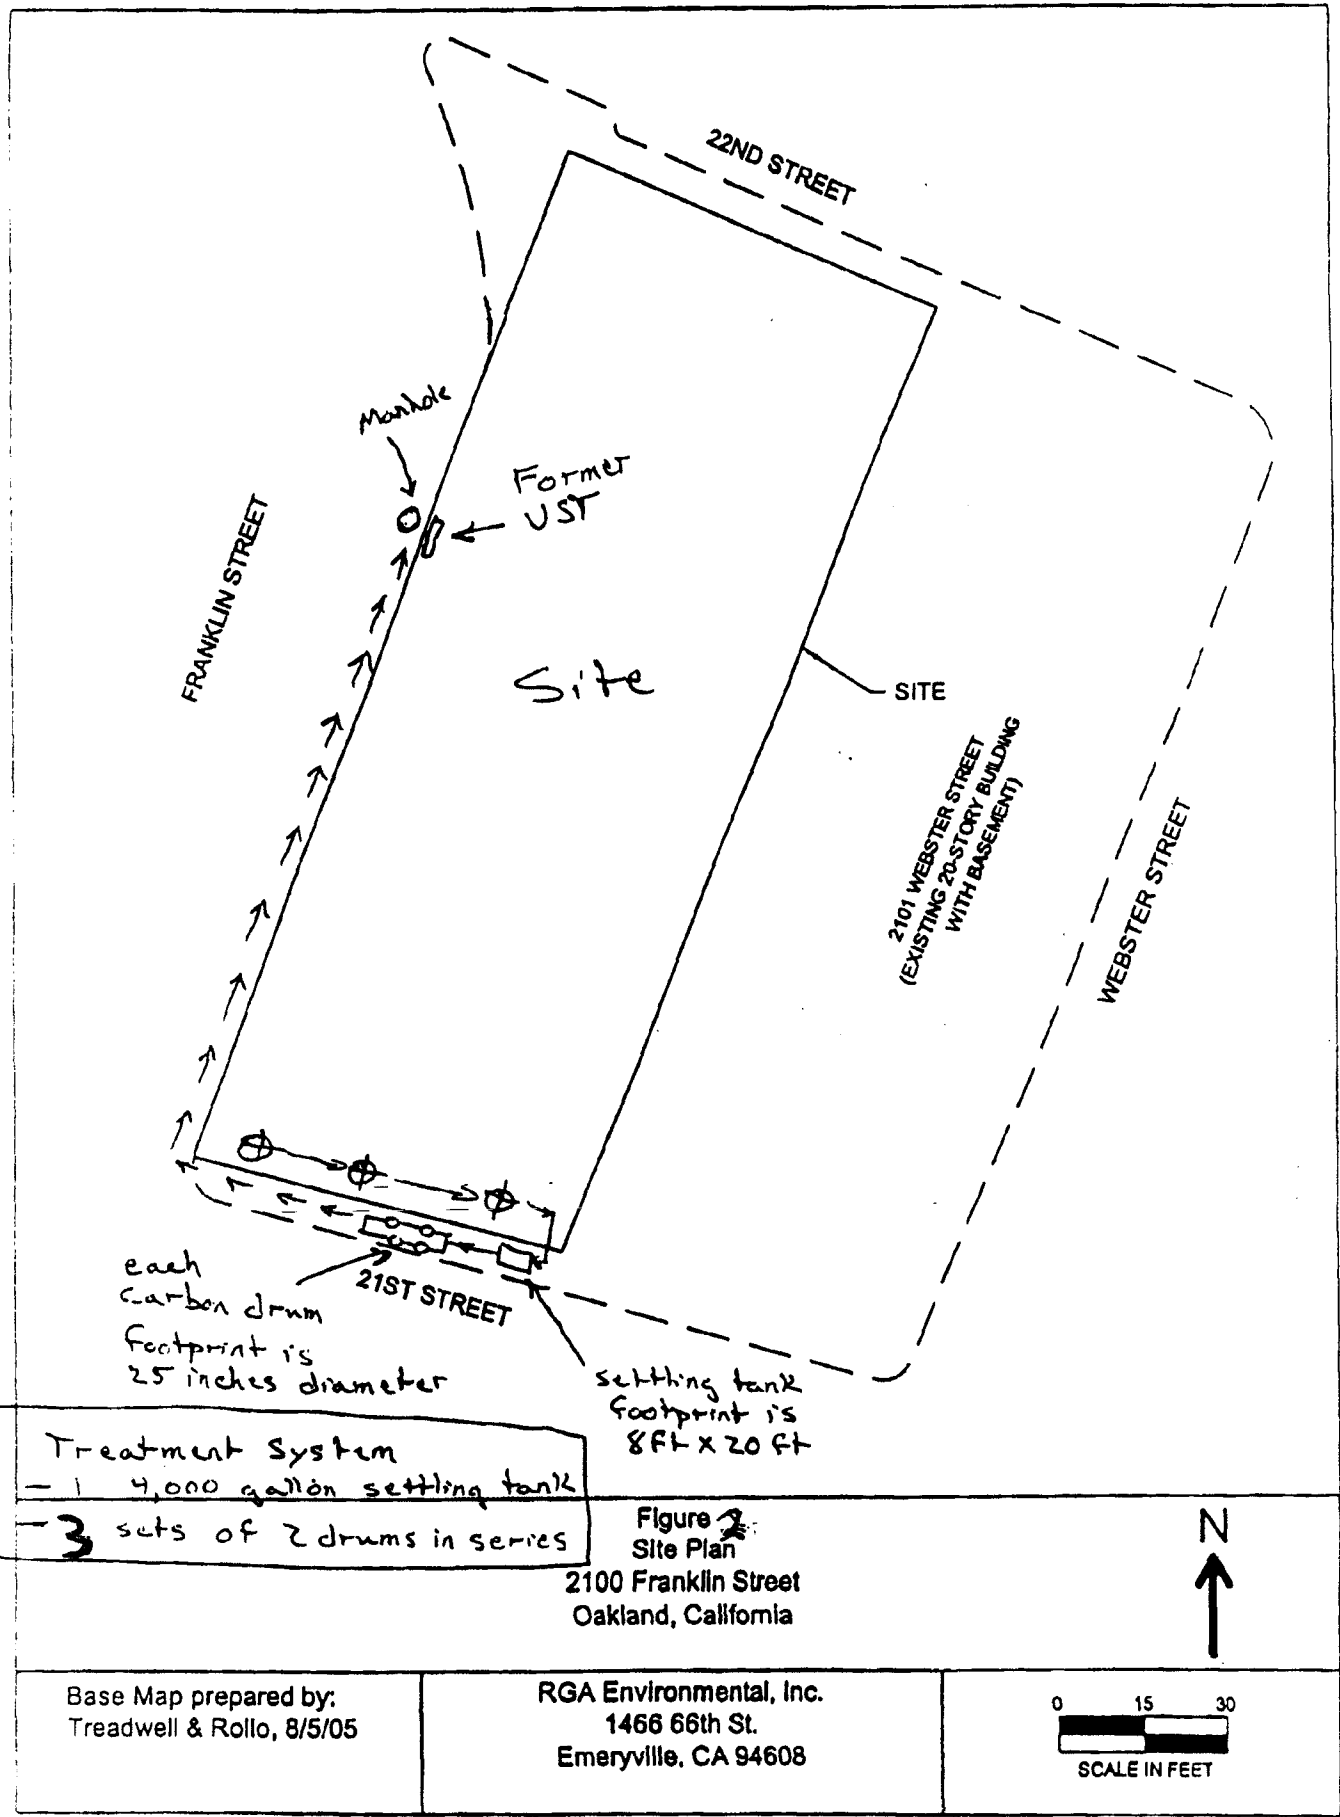 22ND STREET
Manhole
Former
UST
FRANKLIN STREET
Site
SITE
2101 WEBSTER STREET
(EXISTING 20-STORY BUILDING
WITH BASEMENT)
WEBSTER STREET
each
carbon drum
footprint is
25 inches diameter
21ST STREET
settling tank
footprint is
8ft x 20 ft
Treatment System
- 1 4,000 gallon settling tank
- 3 sets of 2 drums in series
Figure 2
Site Plan
2100 Franklin Street
Oakland, California
N
Base Map prepared by:
Treadwell & Rollo, 8/5/05
RGA Environmental, Inc.
1466 66th St.
Emeryville, CA 94608
0 15 30
SCALE IN FEET